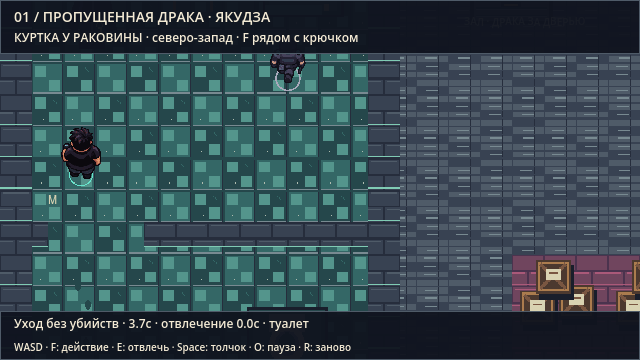 01 / ПРОПУЩЕННАЯ ДРАКА · ЯКУДЗА
КУРТКА У РАКОВИНЫ · северо-запад · F рядом с крючком
M
Уход без убийств · 3.7с · отвлечение 0.0с · туалет
WASD · F: действие · E: отвлечь · Space: толчок · O: пауза · R: заново